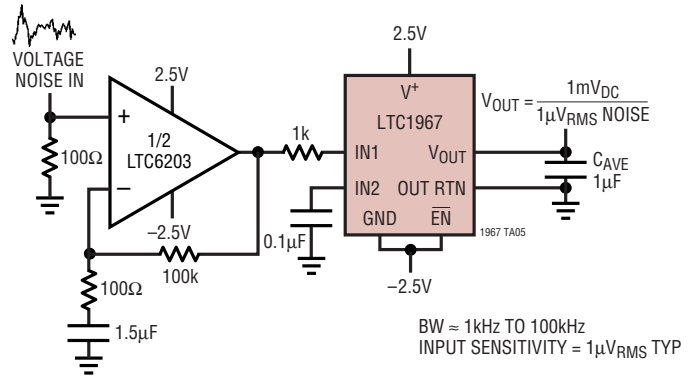 VOLTAGE
NOISE IN
2.5V
+
1/2
LTC6203
–
–2.5V
100Ω
100k
100Ω
1.5µF
1k
0.1µF
2.5V
V+
LTC1967
IN1
VOUT
IN2
OUT RTN
GND
EN
–2.5V
VOUT = 1mVDC
1µVRMS NOISE
CAVE
1µF
1967 TA05
BW ≈ 1kHz TO 100kHz
INPUT SENSITIVITY = 1µVRMS TYP